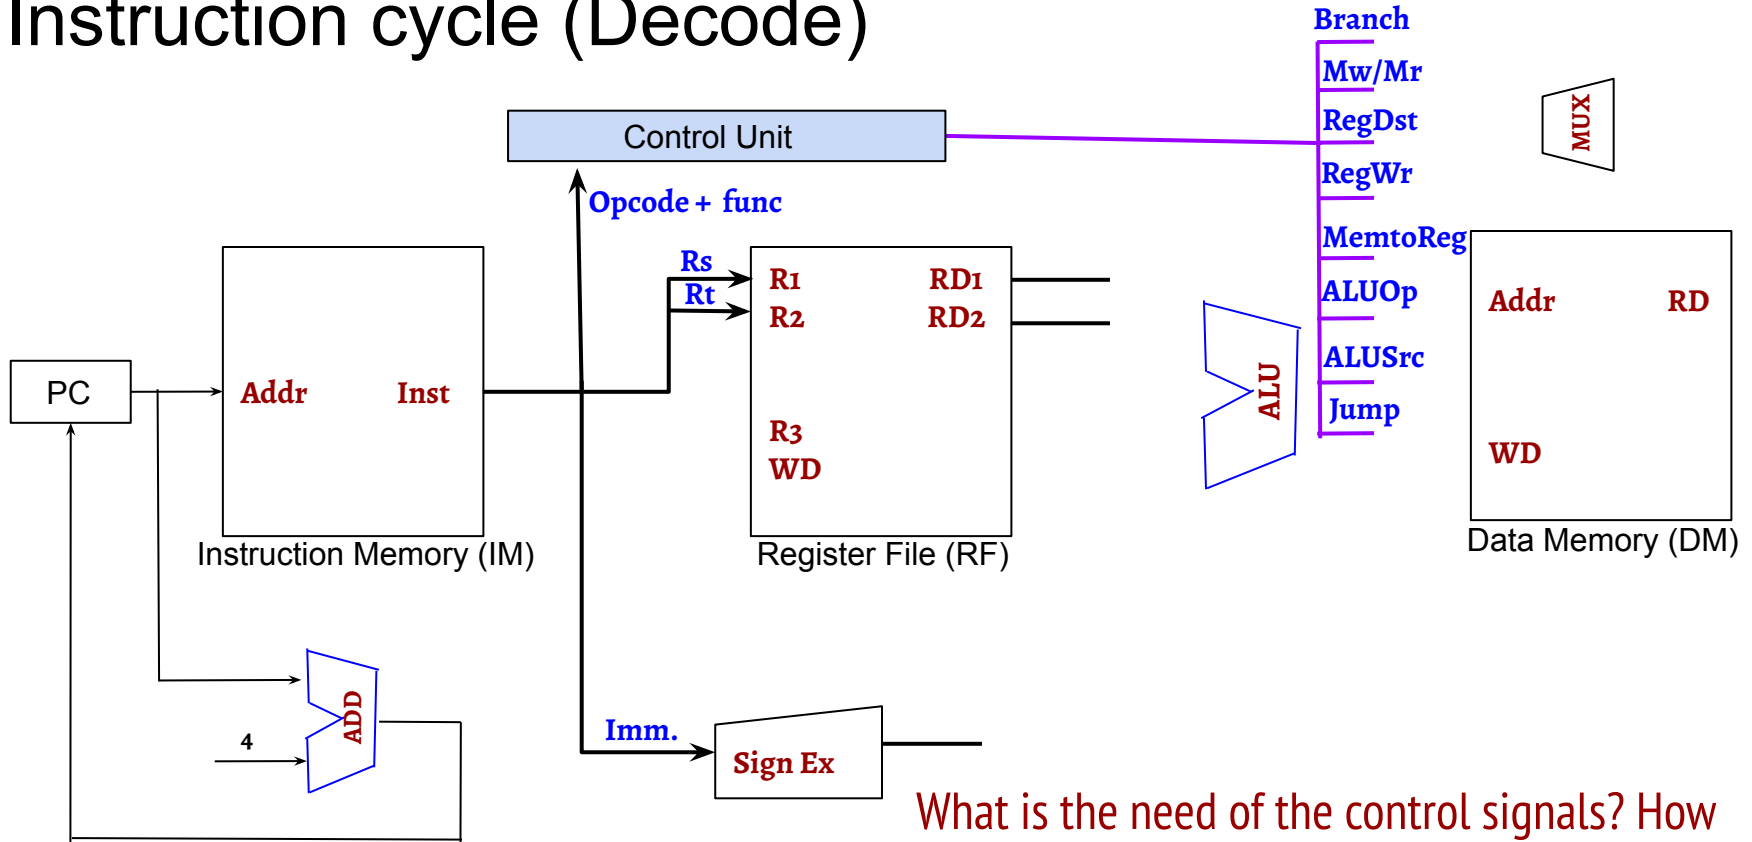 Instruction cycle (Decode)
Branch
Mw/Mr
RegDst
RegWr
MemtoReg
ALUOp
ALUSrc
Jump
MUX
Control Unit
Opcode + func
Rs
Rt
R1
R2
R3
WD
RD1
RD2
PC
Addr
Inst
ALU
Addr
RD
WD
Instruction Memory (IM)
Register File (RF)
Data Memory (DM)
ADD
4
Imm.
Sign Ex
What is the need of the control signals? How